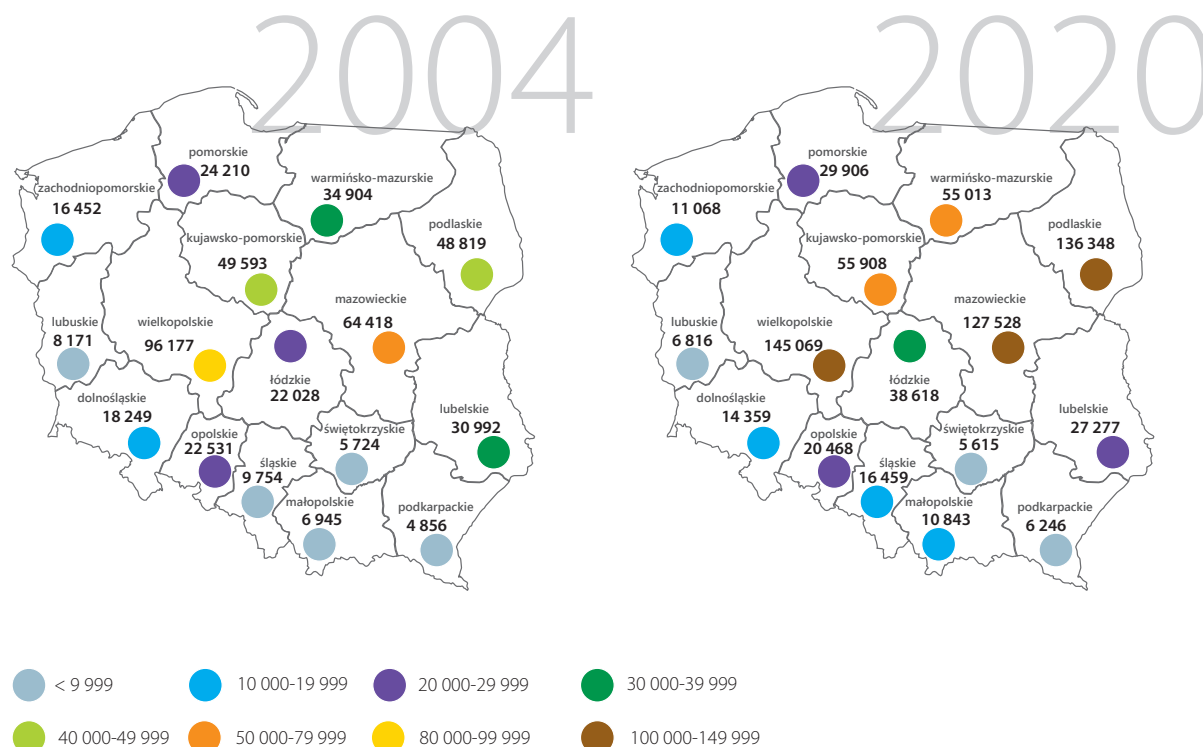 2004
pomorskie
24 210
zachodniopomorskie
16 452
warmińsko-mazurskie
34 904
podlaskie
48 819
kujawsko-pomorskie
49 593
mazowieckie
64 418
lubuskie
8 171
wielkopolskie
96 177
łódzkie
22 028
dolnośląskie
18 249
opolskie
22 531
śląskie
9 754
świętokrzyskie
5 724
lubelskie
30 992
małopolskie
6 945
podkarpackie
4 856
2020
pomorskie
29 906
zachodniopomorskie
11 068
warmińsko-mazurskie
55 013
podlaskie
136 348
kujawsko-pomorskie
55 908
mazowieckie
127 528
lubuskie
6 816
wielkopolskie
145 069
łódzkie
38 618
dolnośląskie
14 359
opolskie
20 468
śląskie
16 459
świętokrzyskie
5 615
lubelskie
27 277
małopolskie
10 843
podkarpackie
6 246
< 9 999
10 000-19 999
20 000-29 999
30 000-39 999
40 000-49 999
50 000-79 999
80 000-99 999
100 000-149 999